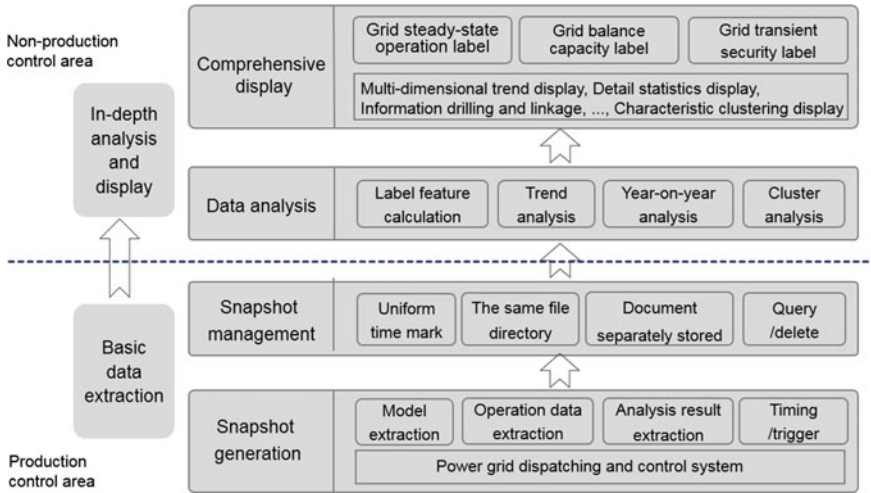 Non-production
control area
In-depth
analysis
and
display
Comprehensive
display
Grid steady-state
operation label
Grid balance
capacity label
Grid transient
security label
Multi-dimensional trend display, Detail statistics display,
Information drilling and linkage, ..., Characteristic clustering display
Data analysis
Label feature
calculation
Trend
analysis
Year-on-year
analysis
Cluster
analysis
Basic
data
extraction
Production
control area
Snapshot
management
Uniform
time mark
The same file
directory
Document
separately stored
Query
/delete
Snapshot
generation
Model
extraction
Operation data
extraction
Analysis result
extraction
Timing
/trigger
Power grid dispatching and control system